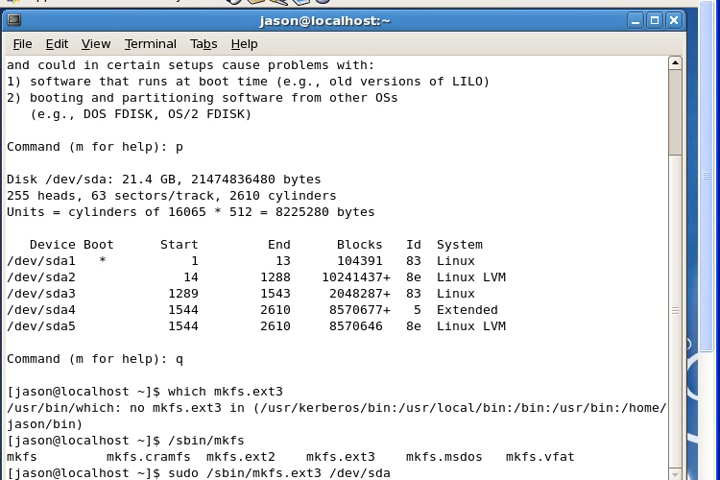 jason@localhost:~
File Edit View Terminal Tabs Help
and could in certain setups cause problems with:
1) software that runs at boot time (e.g., old versions of LILO)
2) booting and partitioning software from other OSs
   (e.g., DOS FDISK, OS/2 FDISK)
Command (m for help): p
Disk /dev/sda: 21.4 GB, 21474836480 bytes
255 heads, 63 sectors/track, 2610 cylinders
Units = cylinders of 16065 * 512 = 8225280 bytes
   Device Boot      Start         End      Blocks   Id  System
/dev/sda1   *           1          13      104391   83  Linux
/dev/sda2              14        1288    10241437+  8e  Linux LVM
/dev/sda3            1289        1543     2048287+  83  Linux
/dev/sda4            1544        2610     8570677+   5  Extended
/dev/sda5            1544        2610     8570646   8e  Linux LVM
Command (m for help): q
[jason@localhost ~]$ which mkfs.ext3
/usr/bin/which: no mkfs.ext3 in (/usr/kerberos/bin:/usr/local/bin:/bin:/usr/bin:/home/
jason/bin)
[jason@localhost ~]$ /sbin/mkfs
mkfs         mkfs.cramfs  mkfs.ext2    mkfs.ext3    mkfs.msdos   mkfs.vfat
[jason@localhost ~]$ sudo /sbin/mkfs.ext3 /dev/sda